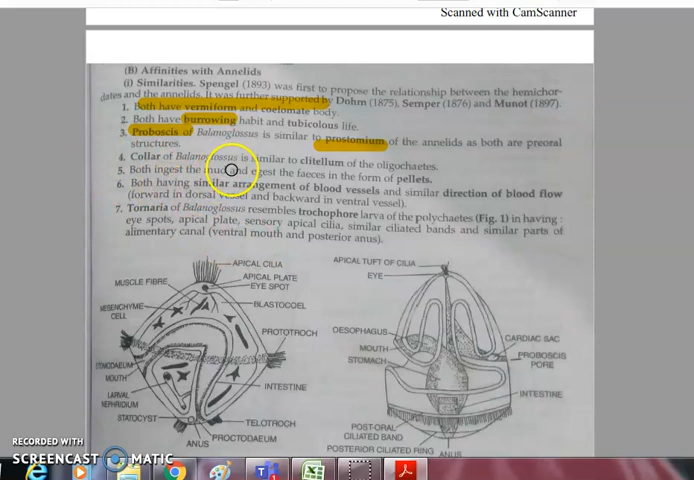 Scanned with CamScanner
(B) Affinities with Annelids
(i) Similarities. Spengel (1893) was first to propose the relationship between the hemichor-
dates and the annelids. It was further supported by Dohm (1875), Semper (1876) and Munot (1897).
1. Both have vermiform and coelomate body.
2. Both have burrowing habit and tubicolous life.
3. Proboscis of Balanoglossus is similar to prostomium of the annelids as both are preoral
structures.
4. Collar of Balanoglossus is similar to clitellum of the oligochaetes.
5. Both ingest the mud and egest the faeces in the form of pellets.
6. Both having similar arrangement of blood vessels and similar direction of blood flow
(forward in dorsal vessel and backward in ventral vessel).
7. Tornaria of Balanoglossus resembles trochophore larva of the polychaetes (Fig. 1) in having :
eye spots, apical plate, sensory apical cilia, similar ciliated bands and similar parts of
alimentary canal (ventral mouth and posterior anus).
APICAL CILIA
APICAL PLATE
EYE SPOT
MUSCLE FIBRE
BLASTOCOEL
MESENCHYME
CELL
PROTOTROCH
STOMODAEUM
MOUTH
LARVAL
NEPHRIDIUM
INTESTINE
STATOCYST
TELOTROCH
ANUS
PROCTODAEUM
APICAL TUFT OF CILIA
EYE
OESOPHAGUS
MOUTH
STOMACH
CARDIAC SAC
PROBOSCIS
PORE
INTESTINE
POST-ORAL
CILIATED BAND
POSTERIOR CILIATED RING
ANUS
RECORDED WITH
SCREENCAST MATIC